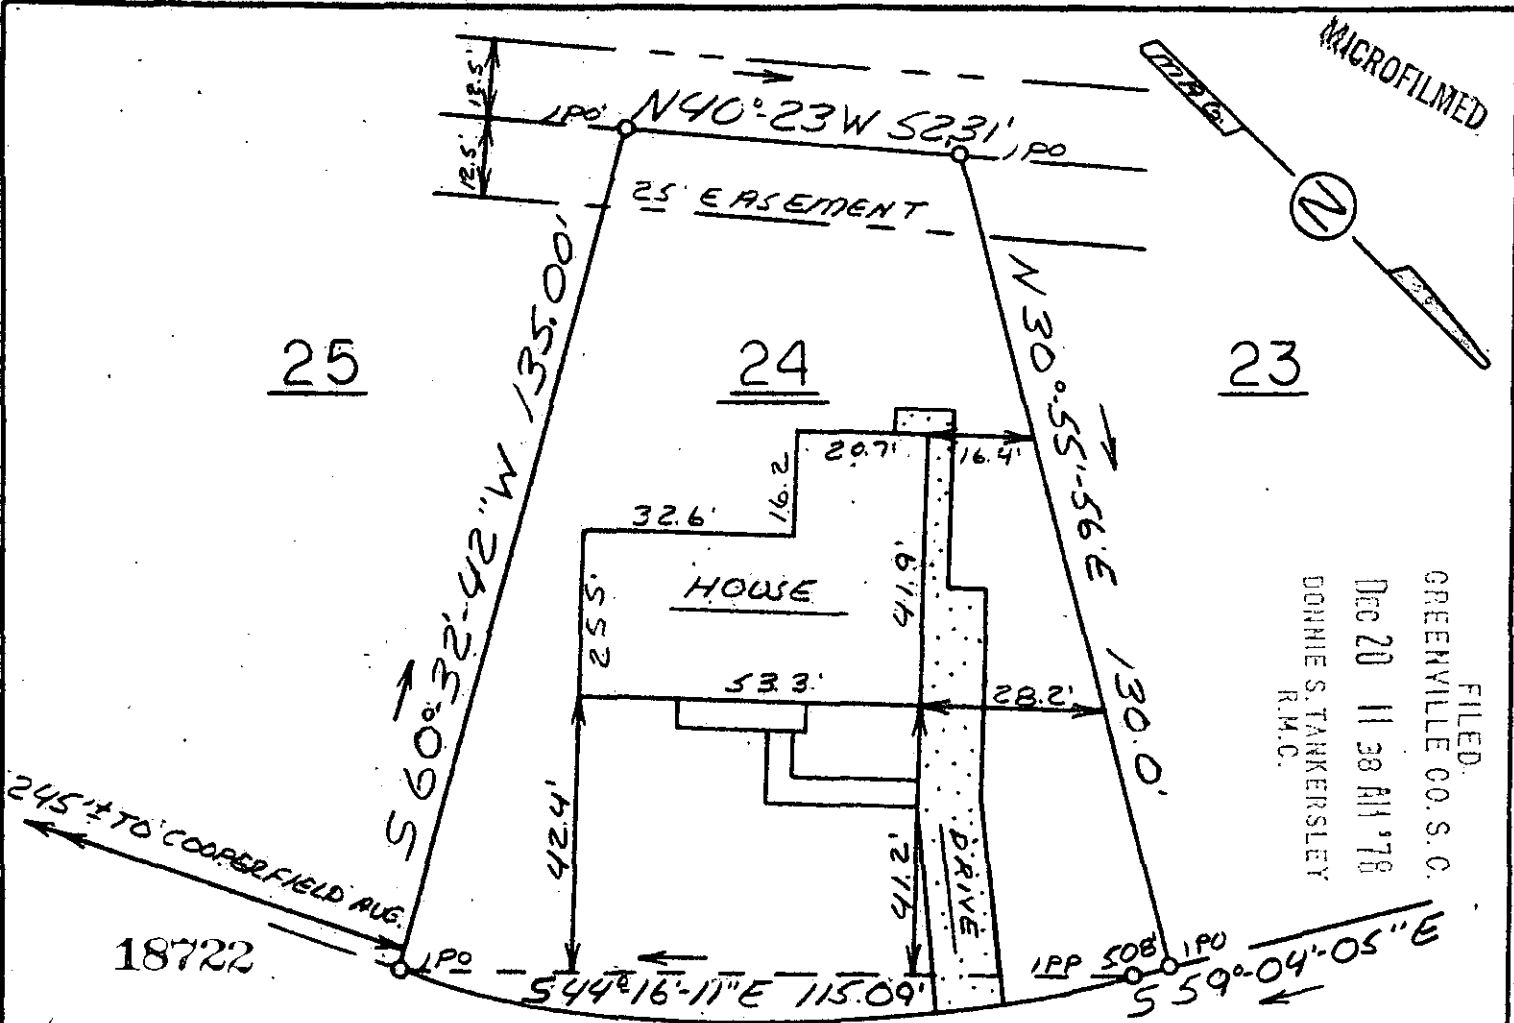 MICROFILMED
MAG.
N
12.5'
12.5'
IPO
N40°-23W 52.31'
IPO
25' EASEMENT
S 60°-32'-42"W 135.00'
N 30°-55'-56"E 130.0'
25
24
23
20.7'
16.4'
16.2
32.6'
HOUSE
25.5'
41.9'
53.3'
28.2'
42.4'
41.2'
DRIVE
245'± TO COOPERFIELD AVE.
18722
IPO
S44°-16'-11"E 115.09'
IPP
5.08'
IPO
S 59°-04'-05"E
FILED
GREENVILLE CO. S. C.
DEC 20 11 38 AM '78
DONNIE S. TANKERSLEY
R.M.C.